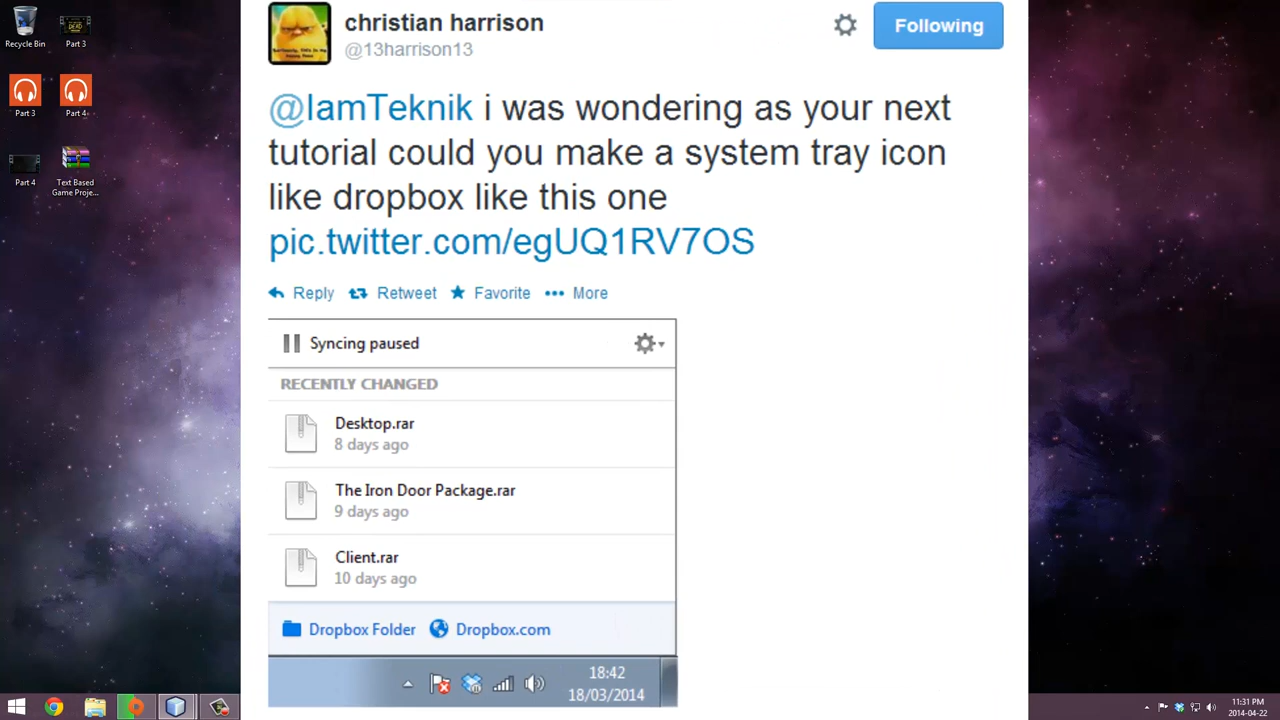 Recycle Bin
Part 3
Part 3
Part 4
Part 4
Text Based
Game Proje...
christian harrison
@13harrison13
Following
@IamTeknik i was wondering as your next
tutorial could you make a system tray icon
like dropbox like this one
pic.twitter.com/egUQ1RV7OS
Reply
Retweet
Favorite
More
Syncing paused
RECENTLY CHANGED
Desktop.rar
8 days ago
The Iron Door Package.rar
9 days ago
Client.rar
10 days ago
Dropbox Folder
Dropbox.com
18:42
18/03/2014
11:31 PM
2014-04-22